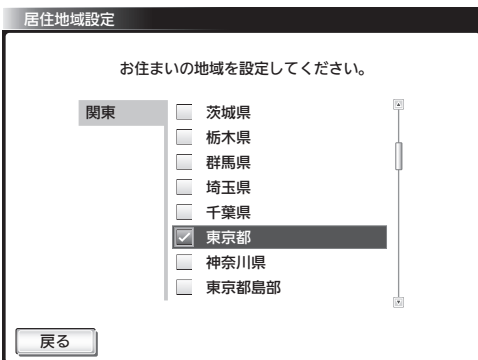 居住地域設定
お住まいの地域を設定してください。
関東
茨城県
栃木県
群馬県
埼玉県
千葉県
東京都
神奈川県
東京都島部
戻る